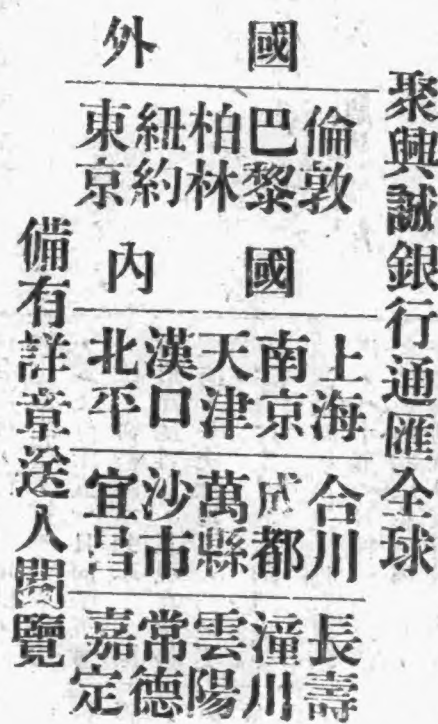 聚興誠銀行通匯全球
國外
倫敦
巴黎
柏林
紐約
東京
國內
上海
南京
天津
漢口
北平
合川
成都
萬縣
沙市
宜昌
長壽
潼川
雲陽
常德
嘉定
備有詳章送人閱覽